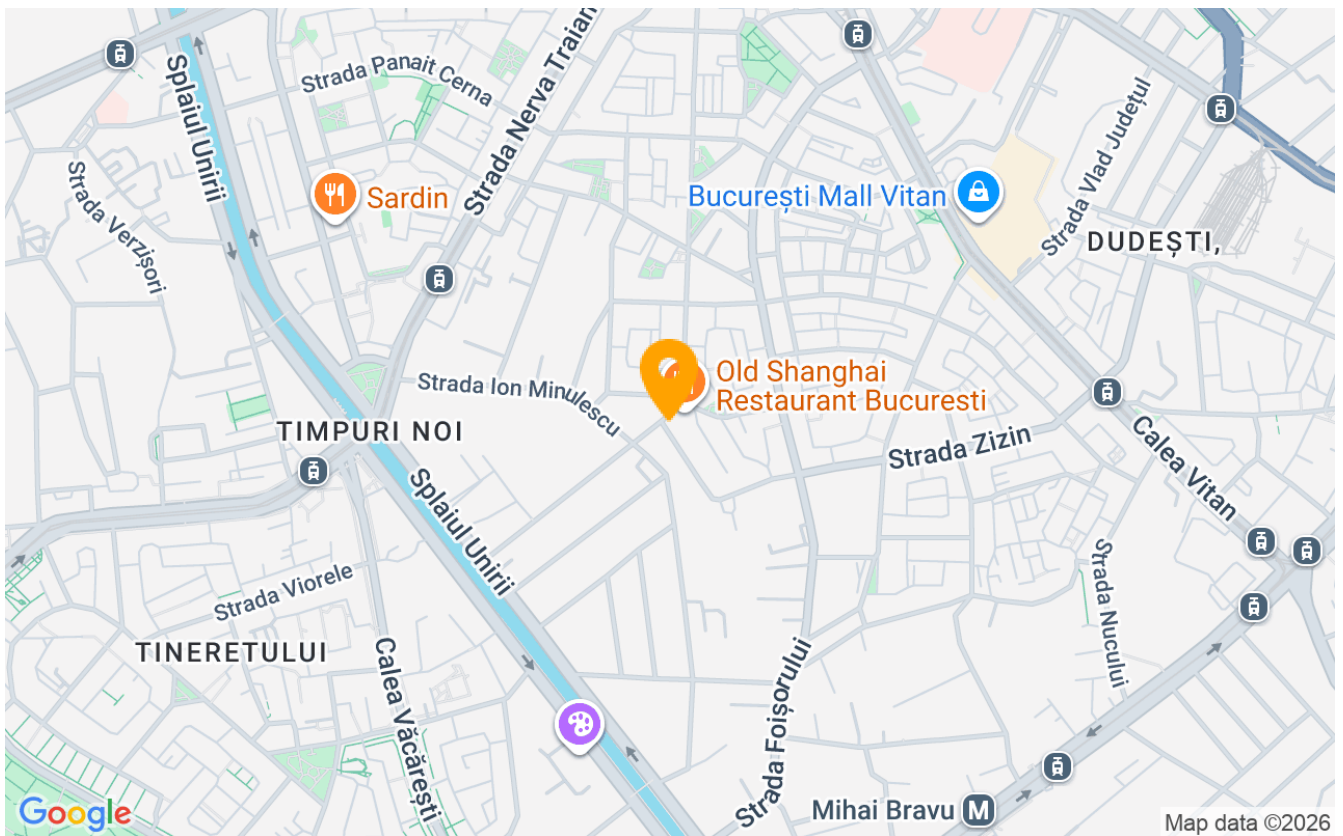 Splaiul Unirii
Strada Panait Cerna
Strada Nerva Traian
Strada Vlad Județul
Strada Verzișori
Sardin
București Mall Vitan
DUDEȘTI,
Strada Ion Minulescu
Old Shanghai
Restaurant Bucuresti
TIMPURI NOI
Strada Zizin
Calea Vitan
Splaiul Unirii
Strada Viorele
Strada Nucului
TINERETULUI
Calea Văcărești
Strada Foișorului
Mihai Bravu M
Google
Map data ©2026